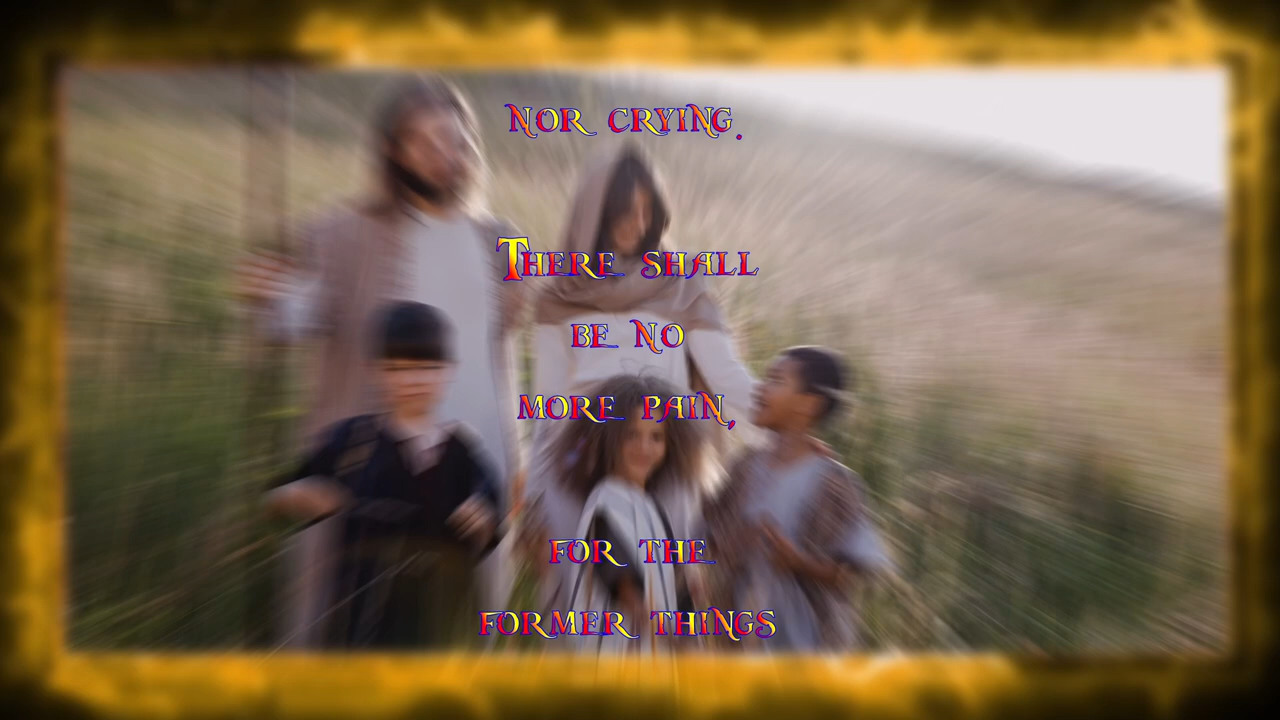 Nor crying.
There shall
be no
more pain,
for the
former things